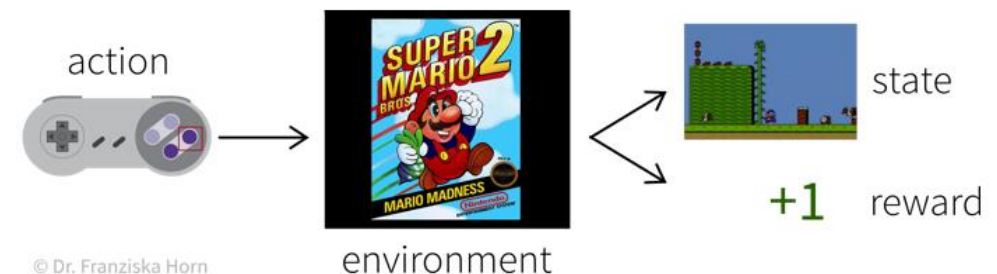 action
SUPER
MARIO 2
BROS
MARIO MADNESS
Nintendo
environment
state
+1 reward
© Dr. Franziska Horn